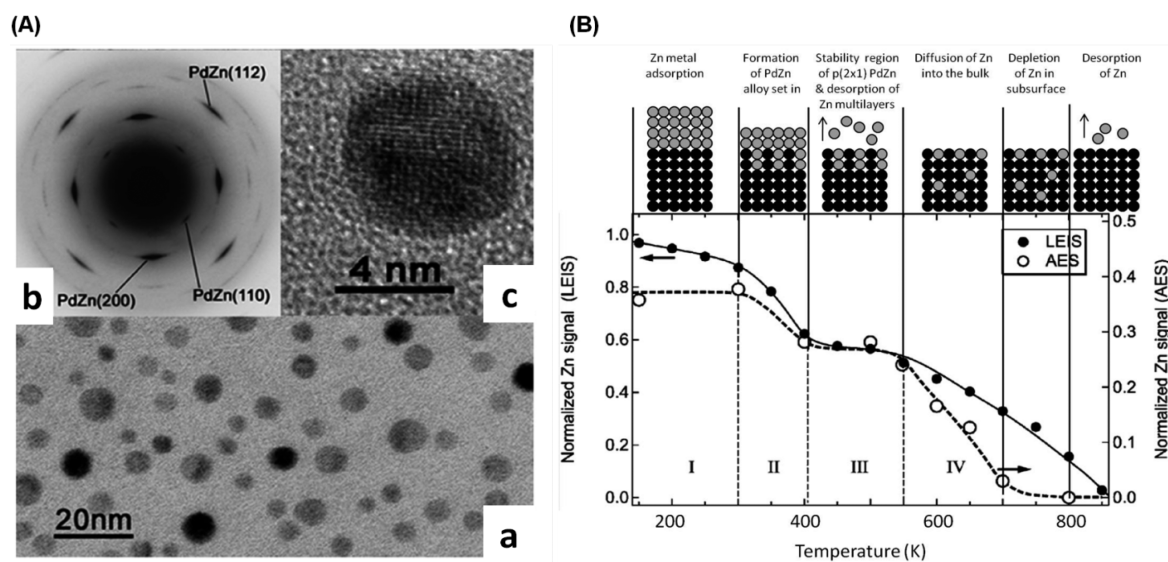 (A)
PdZn(112)
PdZn(200)
PdZn(110)
b
4 nm
c
20nm
a
(B)
Zn metal
adsorption
Formation
of PdZn
alloy set in
Stability region
of p(2x1) PdZn
& desorption of
Zn multilayers
Diffusion of Zn
into the bulk
Depletion
of Zn in
subsurface
Desorption
of Zn
Normalized Zn signal (LEIS)
1.0
0.8
0.6
0.4
0.2
0.0
LEIS
AES
I
II
III
IV
0.5
0.4
0.3
0.2
0.1
0.0
Normalized Zn signal (AES)
200
400
600
800
Temperature (K)